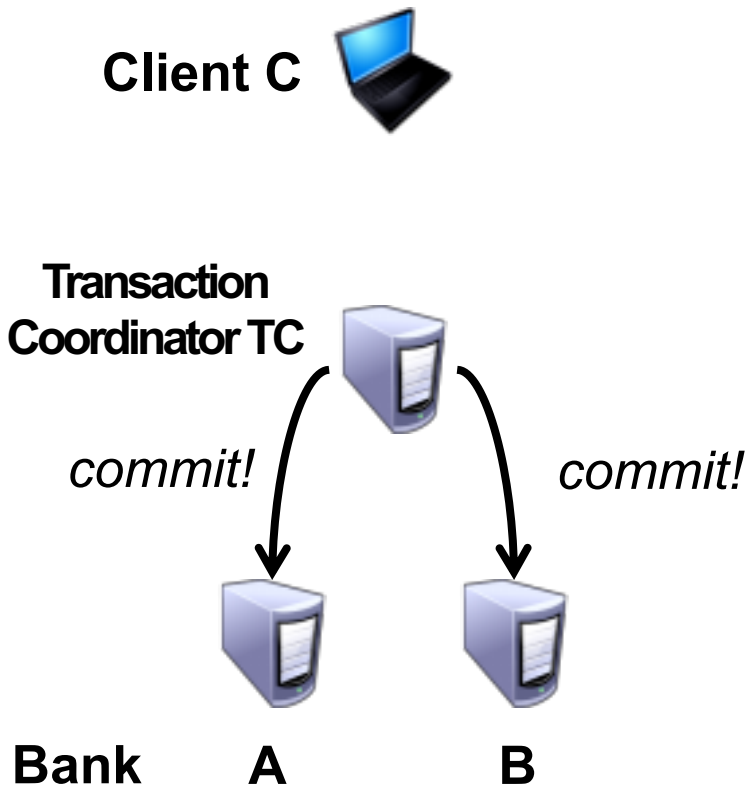 Client C
Transaction
Coordinator TC
commit! commit!
Bank A B